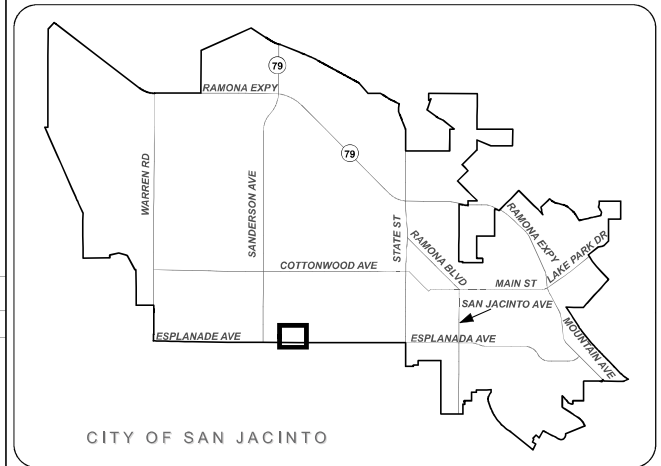 79
RAMONA EXPY
79
WARREN RD
SANDERSON AVE
STATE ST
RAMONA BLVD
RAMONA EXPY
LAKE PARK DR
COTTONWOOD AVE
MAIN ST
SAN JACINTO AVE
ESPLANADE AVE
ESPLANADA AVE
MOUNTAIN AVE
CITY OF SAN JACINTO